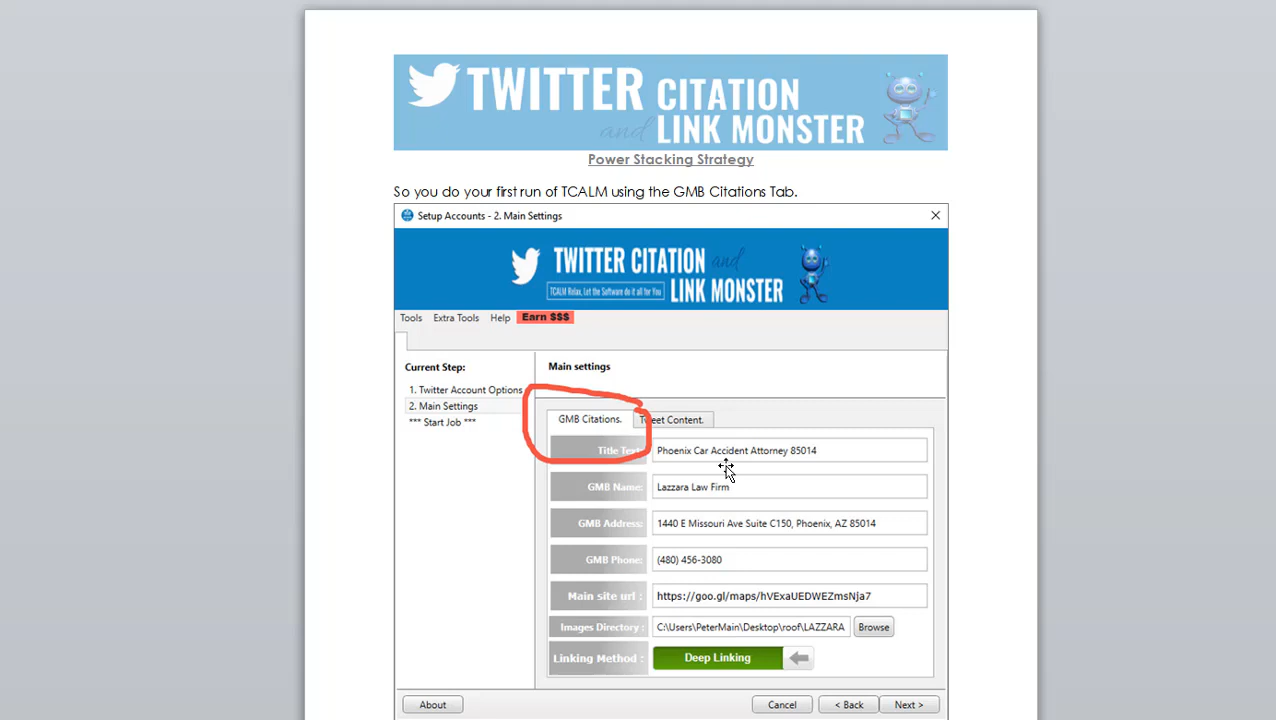 TWITTER CITATION
and LINK MONSTER
Power Stacking Strategy
So you do your first run of TCALM using the GMB Citations Tab.
Setup Accounts - 2. Main Settings
TWITTER CITATION and
TCALM Relax, Let the Software do it all for You LINK MONSTER
Tools Extra Tools Help Earn $$$
Current Step: Main settings
1. Twitter Account Options
2. Main Settings
*** Start Job ***
GMB Citations. Tweet Content.
Title Text: Phoenix Car Accident Attorney 85014
GMB Name: Lazzara Law Firm
GMB Address: 1440 E Missouri Ave Suite C150, Phoenix, AZ 85014
GMB Phone: (480) 456-3080
Main site url : https://goo.gl/maps/hVExaUEDWEZmsNja7
Images Directory : C:\Users\PeterMain\Desktop\roof\LAZZARA Browse
Linking Method : Deep Linking
About Cancel < Back Next >